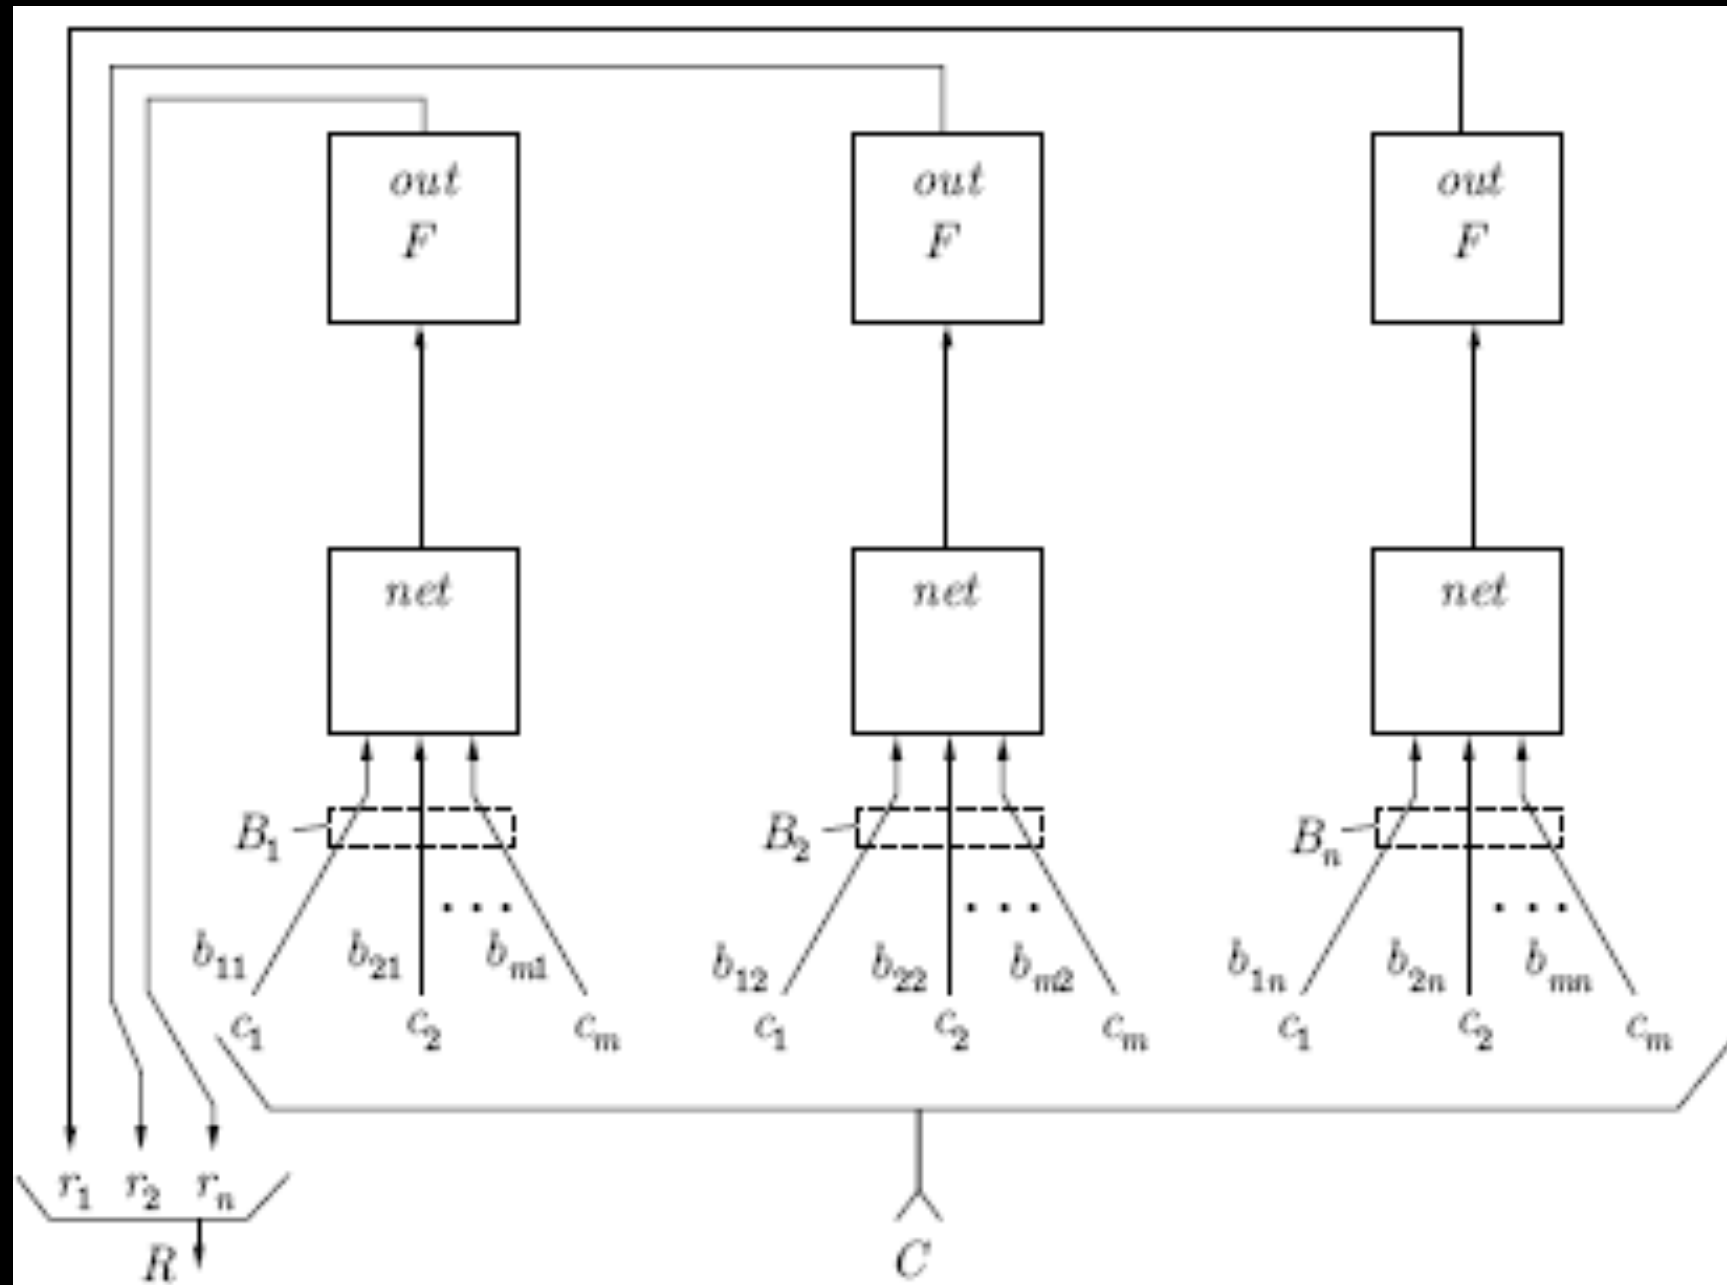 out out out
F F F
net net net
B₁ B₂ Bₙ
. . . . . . . . .
b₁₁ b₂₁ bₘ₁ b₁₂ b₂₂ bₘ₂ b₁ₙ b₂ₙ bₘₙ
c₁ c₂ cₘ c₁ c₂ cₘ c₁ c₂ cₘ
r₁ r₂ rₙ
R C